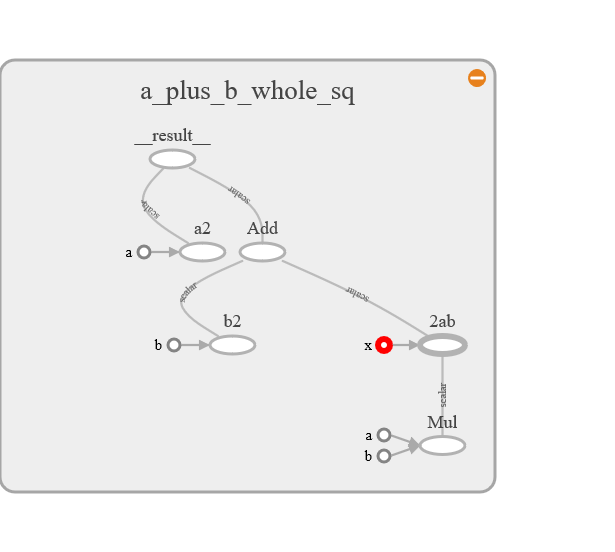 a_plus_b_whole_sq
__result__
scalar
scalar
a2
Add
a
scalar
scalar
b2
2ab
b
x
scalar
Mul
a
b